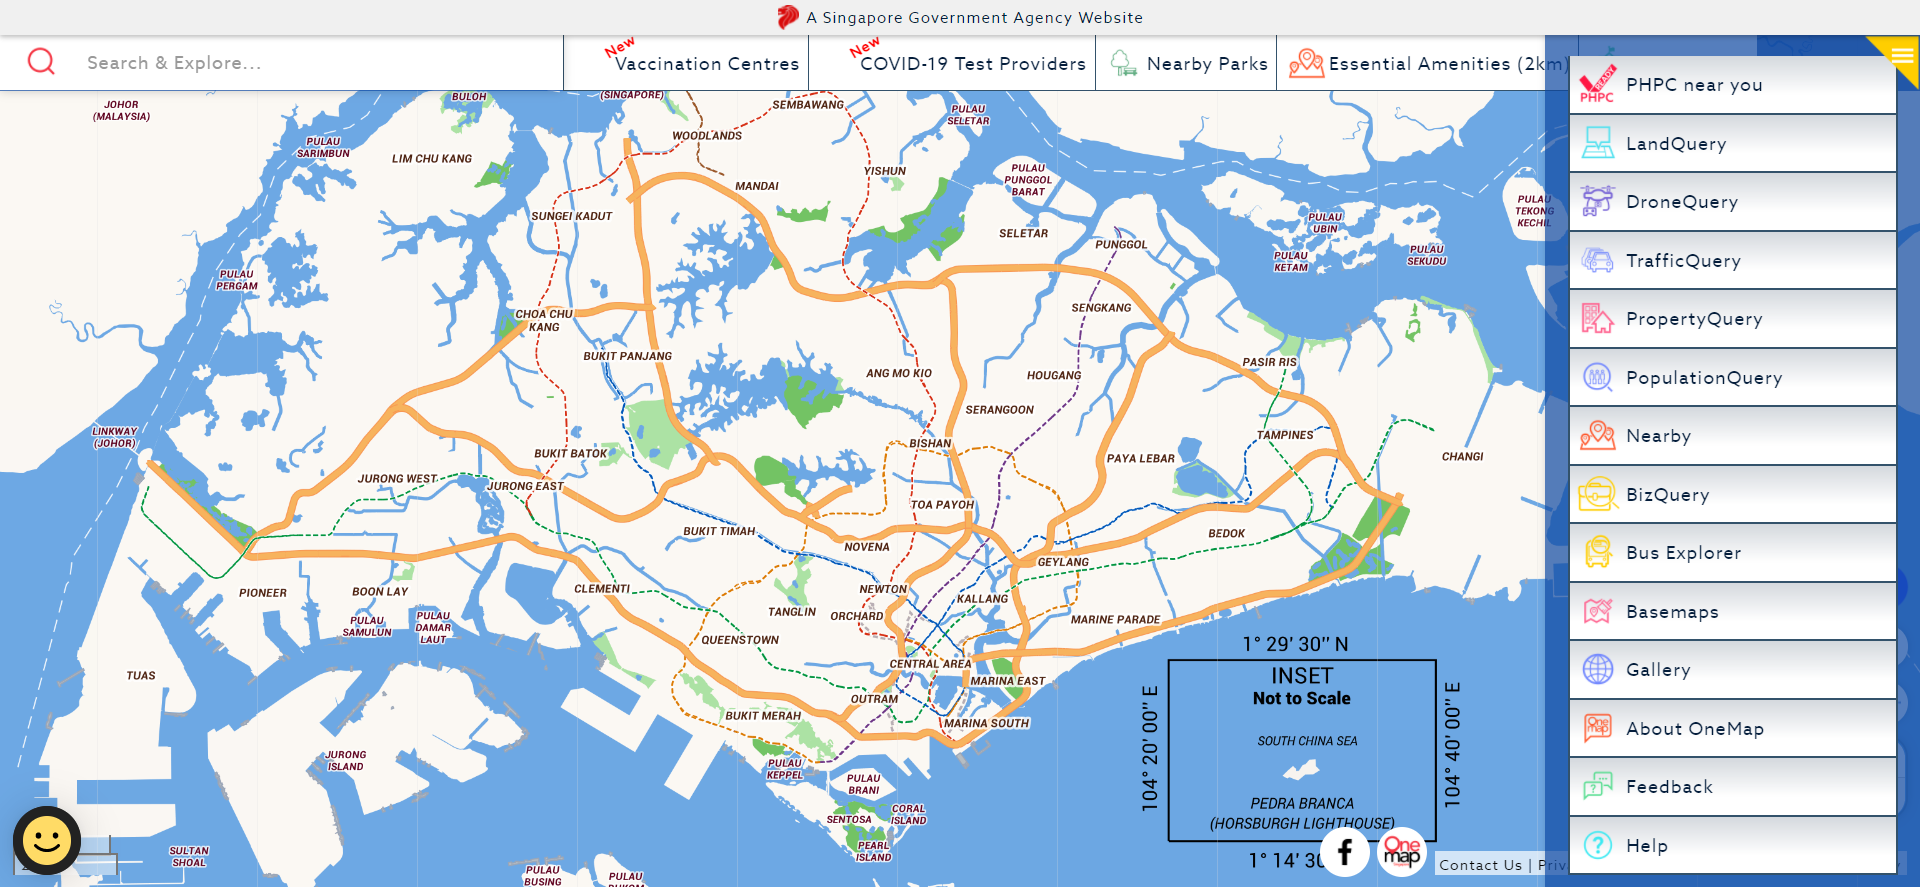 A Singapore Government Agency Website
Search & Explore...
New
Vaccination Centres
New
COVID-19 Test Providers
Nearby Parks
Essential Amenities (2km)
READY
PHPC
PHPC near you
LandQuery
DroneQuery
TrafficQuery
PropertyQuery
PopulationQuery
Nearby
BizQuery
Bus Explorer
Basemaps
Gallery
One
map
About OneMap
Feedback
Help
JOHOR
(MALAYSIA)
BULOH
(SINGAPORE)
SEMBAWANG
PULAU
SELETAR
PULAU
SARIMBUN
LIM CHU KANG
WOODLANDS
YISHUN
MANDAI
PULAU
PUNGGOL
BARAT
SUNGEI KADUT
SELETAR
PUNGGOL
PULAU
UBIN
PULAU
TEKONG
KECHIL
PULAU
KETAM
PULAU
SEKUDU
PULAU
PERGAM
CHOA CHU
KANG
SENGKANG
BUKIT PANJANG
ANG MO KIO
HOUGANG
PASIR RIS
SERANGOON
LINKWAY
(JOHOR)
BISHAN
TAMPINES
BUKIT BATOK
PAYA LEBAR
CHANGI
JURONG WEST
JURONG EAST
TOA PAYOH
BUKIT TIMAH
NOVENA
BEDOK
GEYLANG
PIONEER
BOON LAY
CLEMENTI
NEWTON
KALLANG
TANGLIN
ORCHARD
MARINE PARADE
PULAU
SAMULUN
PULAU
DAMAR
LAUT
QUEENSTOWN
CENTRAL AREA
MARINA EAST
TUAS
OUTRAM
BUKIT MERAH
MARINA SOUTH
JURONG
ISLAND
PULAU
KEPPEL
PULAU
BRANI
SENTOSA
CORAL
ISLAND
PEARL
ISLAND
SULTAN
SHOAL
PULAU
BUSING
PULAU
1° 29' 30" N
INSET
Not to Scale
104° 20' 00" E
104° 40' 00" E
SOUTH CHINA SEA
PEDRA BRANCA
(HORSBURGH LIGHTHOUSE)
1° 14' 30
f
One
map
Contact Us | Priv